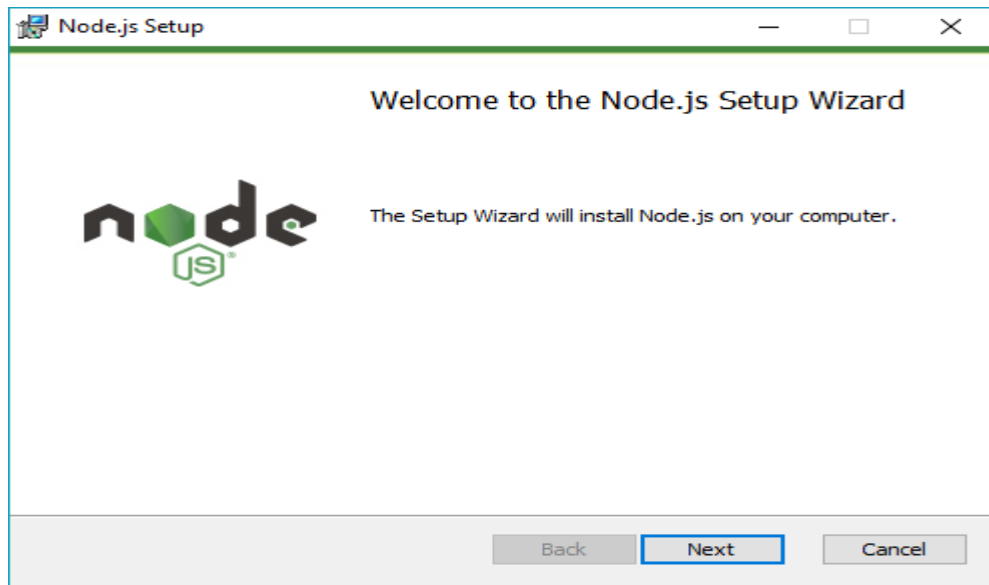 Node.js Setup
Welcome to the Node.js Setup Wizard
node
JS®
The Setup Wizard will install Node.js on your computer.
Back Next Cancel